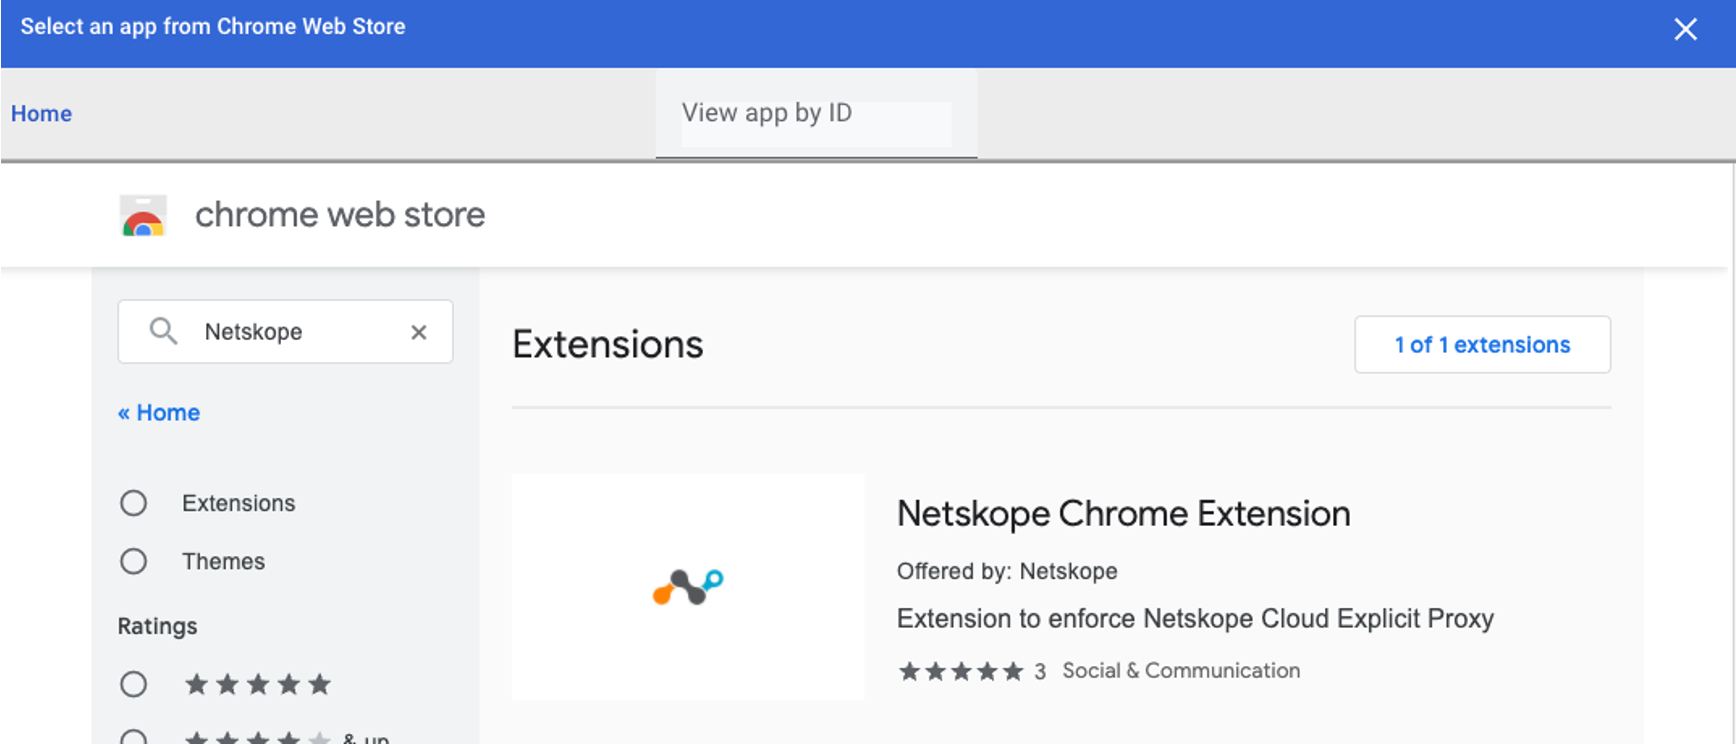 Select an app from Chrome Web Store
Home
View app by ID
chrome web store
Netskope
« Home
Extensions
Themes
Ratings
& up
Extensions
1 of 1 extensions
Netskope Chrome Extension
Offered by: Netskope
Extension to enforce Netskope Cloud Explicit Proxy
3 Social & Communication